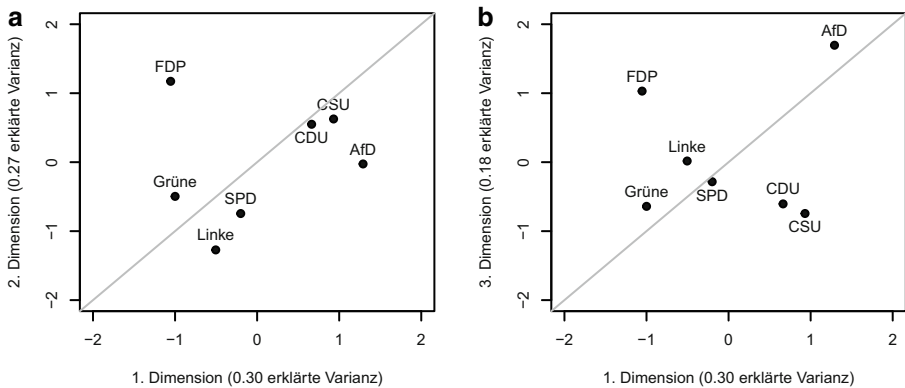 a
2. Dimension (0.27 erklärte Varianz)
2
1
0
−1
−2
FDP
CSU
CDU
AfD
Grüne
SPD
Linke
−2 −1 0 1 2
1. Dimension (0.30 erklärte Varianz)
b
3. Dimension (0.18 erklärte Varianz)
2
1
0
−1
−2
AfD
FDP
Linke
Grüne
SPD
CDU
CSU
−2 −1 0 1 2
1. Dimension (0.30 erklärte Varianz)